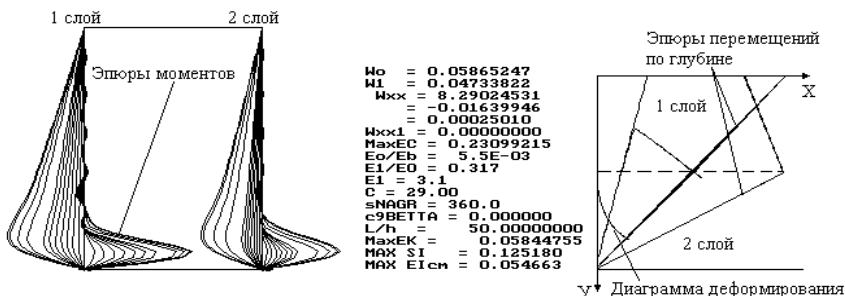 1 слой
2 слой
Эпюры моментов
Wo = 0.05865247
W1 = 0.04733822
Wxx = 8.29024531
= -0.01639946
= 0.00025010
Wxx1 = 0.00000000
MaxEC = 0.23099215
Eo/Eb = 5.5E-03
E1/E0 = 0.317
E1 = 3.1
C = 29.00
sNAGR = 360.0
c9BETTA = 0.000000
L/h = 50.00000000
MaxEK = 0.05844755
MAX SI = 0.125180
MAX EIcm = 0.054663
Эпюры перемещений
по глубине
X
1 слой
2 слой
Диаграмма деформирования
Y